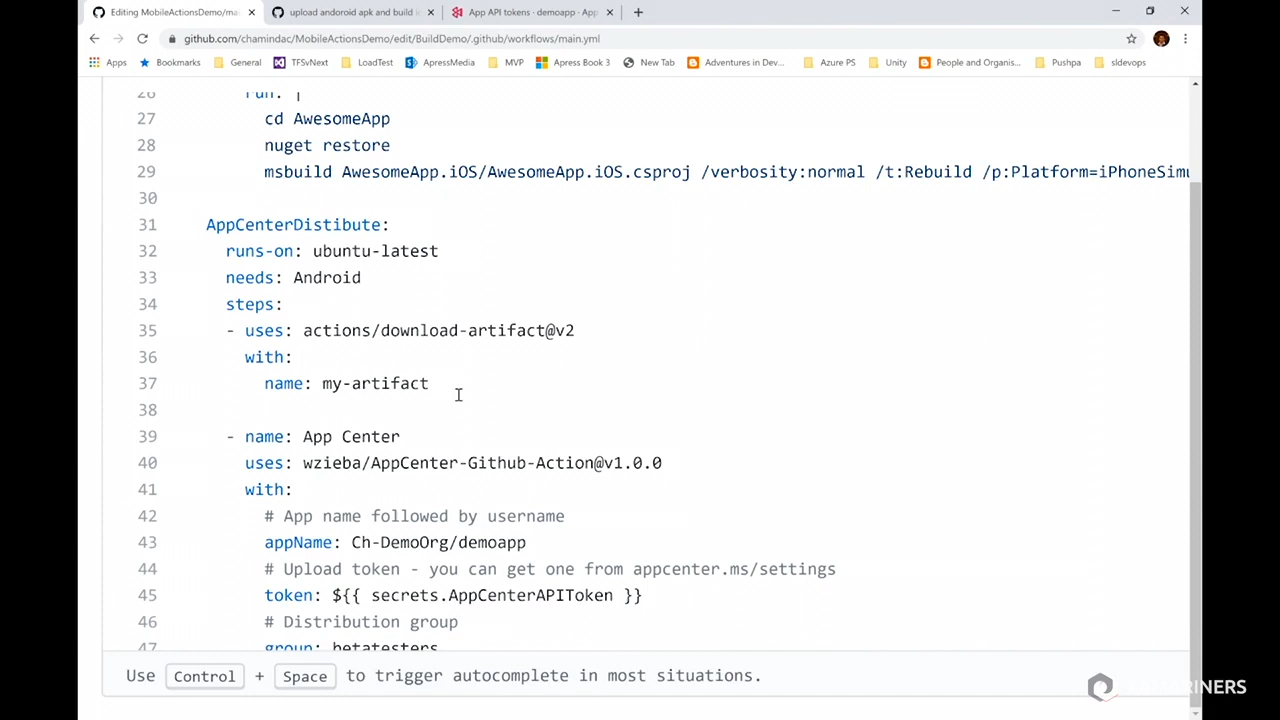 Editing MobileActionsDemo/mai
upload andoroid apk and build i
App API tokens - demoapp - App
github.com/chamindac/MobileActionsDemo/edit/BuildDemo/.github/workflows/main.yml
Apps
Bookmarks
General
TFSvNext
LoadTest
ApressMedia
MVP
Apress Book 3
New Tab
Adventures in Dev...
Azure PS
Unity
People and Organis...
Pushpa
sldevops
26 run: |
27 cd AwesomeApp
28 nuget restore
29 msbuild AwesomeApp.iOS/AwesomeApp.iOS.csproj /verbosity:normal /t:Rebuild /p:Platform=iPhoneSimu
30
31 AppCenterDistibute:
32 runs-on: ubuntu-latest
33 needs: Android
34 steps:
35 - uses: actions/download-artifact@v2
36 with:
37 name: my-artifact
38
39 - name: App Center
40 uses: wzieba/AppCenter-Github-Action@v1.0.0
41 with:
42 # App name followed by username
43 appName: Ch-DemoOrg/demoapp
44 # Upload token - you can get one from appcenter.ms/settings
45 token: ${{ secrets.AppCenterAPIToken }}
46 # Distribution group
47 group: betatesters
Use Control + Space to trigger autocomplete in most situations.